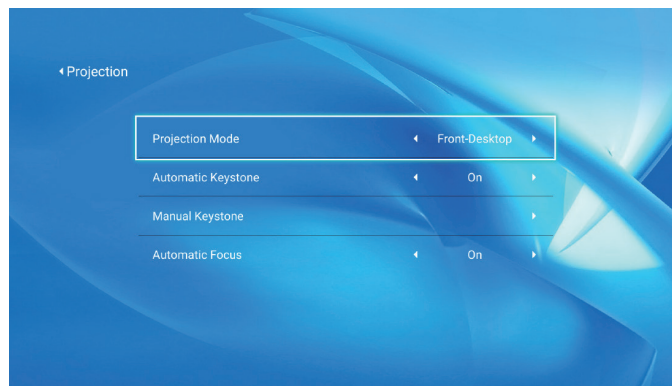 Projection
Projection Mode Front-Desktop
Automatic Keystone On
Manual Keystone
Automatic Focus On